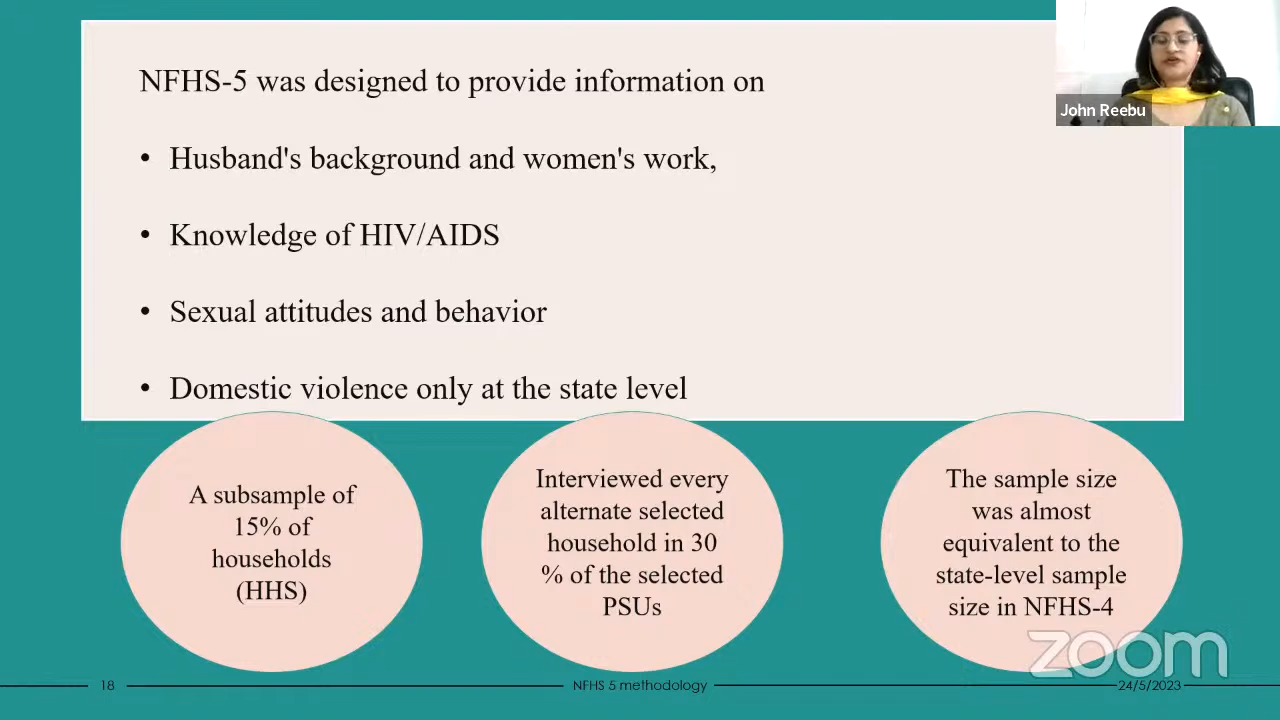 NFHS-5 was designed to provide information on
• Husband's background and women's work,
• Knowledge of HIV/AIDS
• Sexual attitudes and behavior
• Domestic violence only at the state level
A subsample of
15% of
households
(HHS)
Interviewed every
alternate selected
household in 30
% of the selected
PSUs
The sample size
was almost
equivalent to the
state-level sample
size in NFHS-4
John Reebu
zoom
18
NFHS 5 methodology
24/5/2023